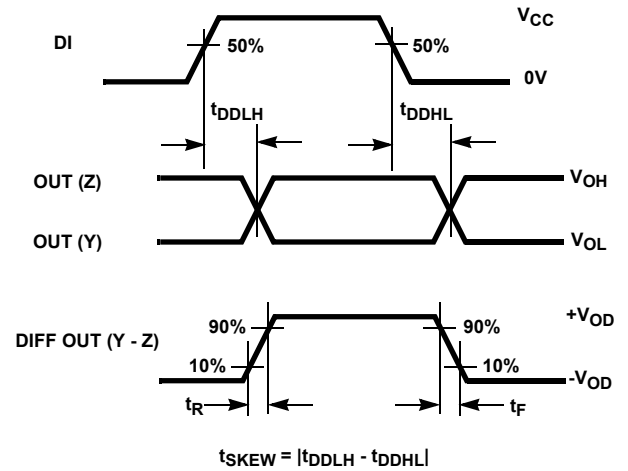 DI
VCC
50%
50%
0V
tDDLH
tDDHL
OUT (Z)
VOH
OUT (Y)
VOL
DIFF OUT (Y - Z)
+VOD
90%
90%
10%
10%
-VOD
tR
tF
tSKEW = |tDDLH - tDDHL|